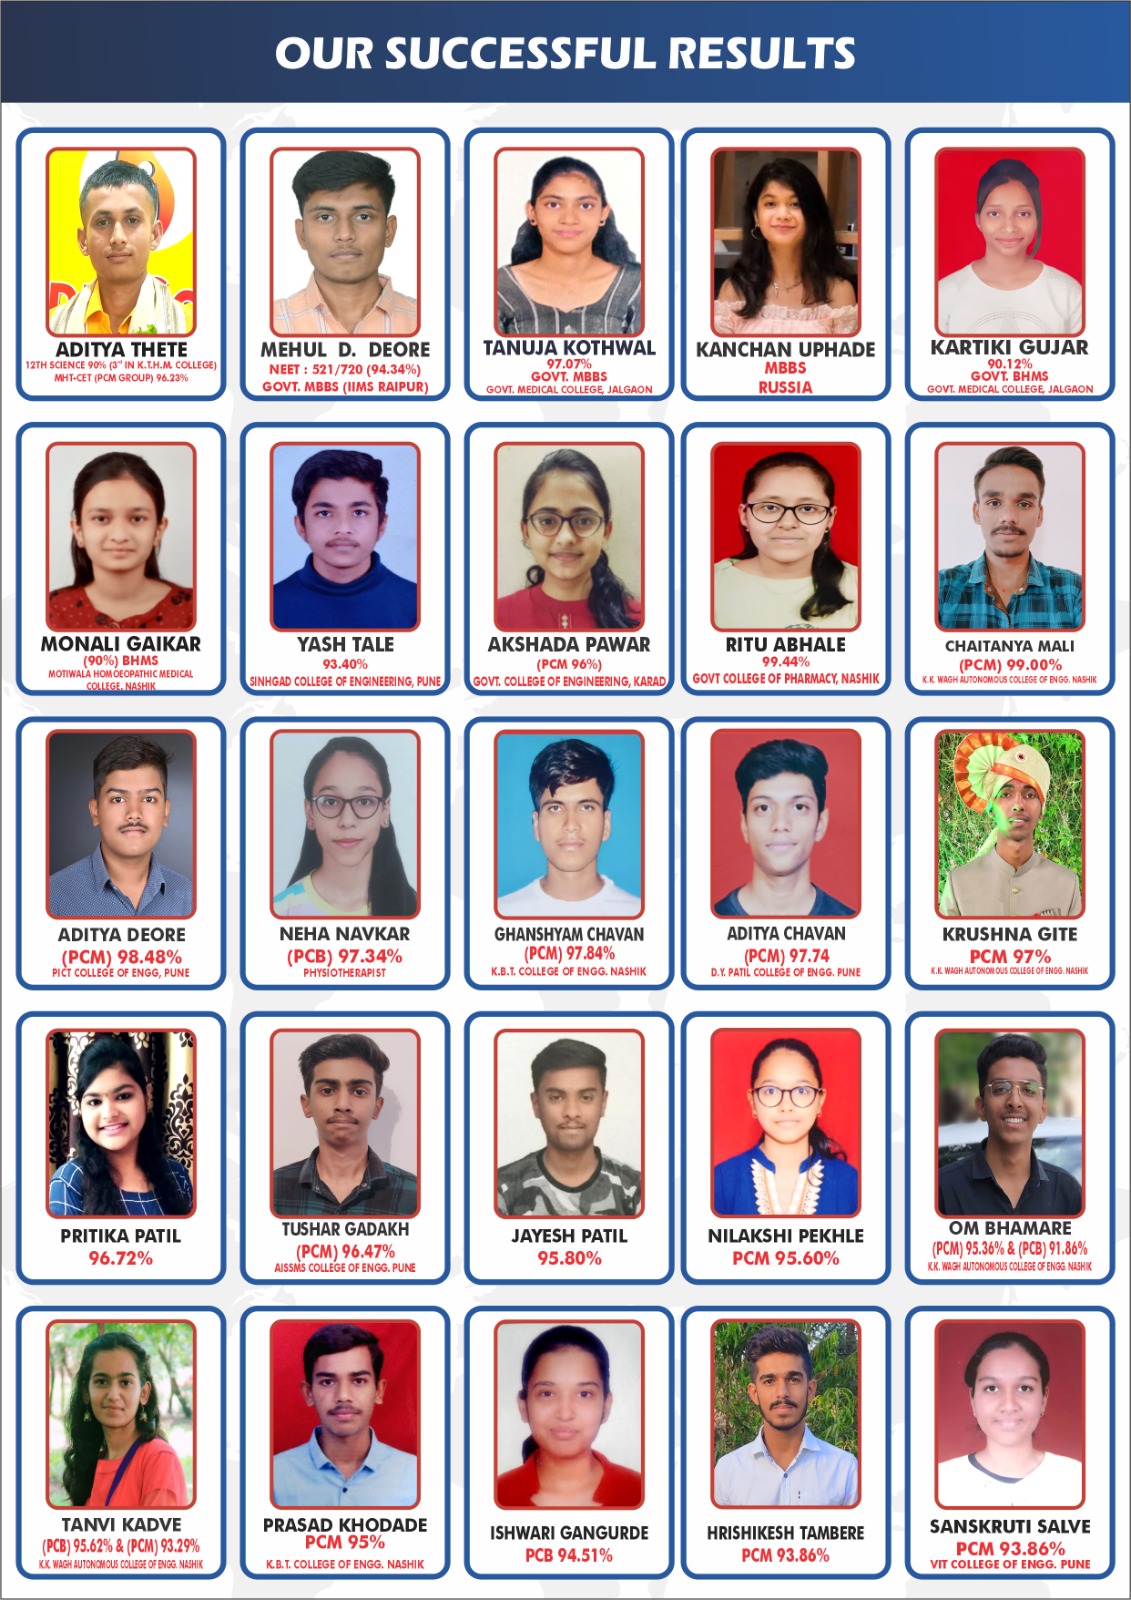 OUR SUCCESSFUL RESULTS
ADITYA THETE
12TH SCIENCE 90% (3rd IN K.T.H.M. COLLEGE)
MHT-CET (PCM GROUP) 96.23%
MEHUL D. DEORE
NEET : 521/720 (94.34%)
GOVT. MBBS (IIMS RAIPUR)
TANUJA KOTHWAL
97.07%
GOVT. MBBS
GOVT. MEDICAL COLLEGE, JALGAON
KANCHAN UPHADE
MBBS
RUSSIA
KARTIKI GUJAR
90.12%
GOVT. BHMS
GOVT. MEDICAL COLLEGE, JALGAON
MONALI GAIKAR
(90%) BHMS
MOTIWALA HOMOEOPATHIC MEDICAL
COLLEGE, NASHIK
YASH TALE
93.40%
SINHGAD COLLEGE OF ENGINEERING, PUNE
AKSHADA PAWAR
(PCM 96%)
GOVT. COLLEGE OF ENGINEERING, KARAD
RITU ABHALE
99.44%
GOVT COLLEGE OF PHARMACY, NASHIK
CHAITANYA MALI
(PCM) 99.00%
K.K. WAGH AUTONOMOUS COLLEGE OF ENGG. NASHIK
ADITYA DEORE
(PCM) 98.48%
PICT COLLEGE OF ENGG, PUNE
NEHA NAVKAR
(PCB) 97.34%
PHYSIOTHERAPIST
GHANSHYAM CHAVAN
(PCM) 97.84%
K.B.T. COLLEGE OF ENGG. NASHIK
ADITYA CHAVAN
(PCM) 97.74
D.Y. PATIL COLLEGE OF ENGG. PUNE
KRUSHNA GITE
PCM 97%
K.K. WAGH AUTONOMOUS COLLEGE OF ENGG. NASHIK
PRITIKA PATIL
96.72%
TUSHAR GADAKH
(PCM) 96.47%
AISSMS COLLEGE OF ENGG. PUNE
JAYESH PATIL
95.80%
NILAKSHI PEKHLE
PCM 95.60%
OM BHAMARE
(PCM) 95.36% & (PCB) 91.86%
K.K. WAGH AUTONOMOUS COLLEGE OF ENGG. NASHIK
TANVI KADVE
(PCB) 95.62% & (PCM) 93.29%
K.K. WAGH AUTONOMOUS COLLEGE OF ENGG. NASHIK
PRASAD KHODADE
PCM 95%
K.B.T. COLLEGE OF ENGG. NASHIK
ISHWARI GANGURDE
PCB 94.51%
HRISHIKESH TAMBERE
PCM 93.86%
SANSKRUTI SALVE
PCM 93.86%
VIT COLLEGE OF ENGG. PUNE